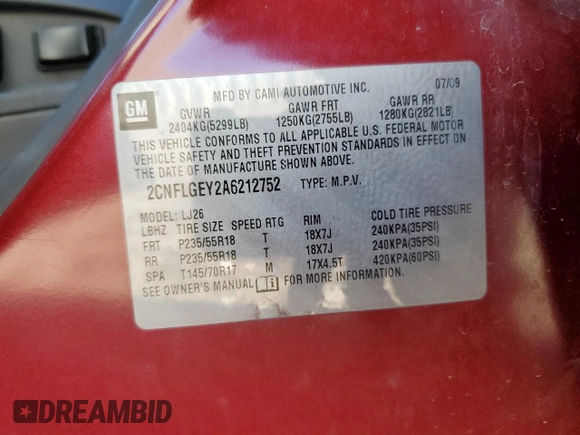 GM
MFD BY CAMI AUTOMOTIVE INC. 07/09
GVWR GAWR FRT GAWR RR
2404KG(5299LB) 1250KG(2755LB) 1280KG(2821LB)
THIS VEHICLE CONFORMS TO ALL APPLICABLE U.S. FEDERAL MOTOR
VEHICLE SAFETY AND THEFT PREVENTION STANDARDS IN EFFECT ON
THE DATE OF MANUFACTURE SHOWN ABOVE.
2CNFLGEY2A6212752 TYPE: M.P.V.
MODEL: LJ26
LBHZ TIRE SIZE SPEED RTG RIM COLD TIRE PRESSURE
FRT P235/55R18 T 18X7J 240KPA(35PSI)
RR P235/55R18 T 18X7J 240KPA(35PSI)
SPA T145/70R17 M 17X4.5T 420KPA(60PSI)
SEE OWNER'S MANUAL FOR MORE INFORMATION.
DREAMBID